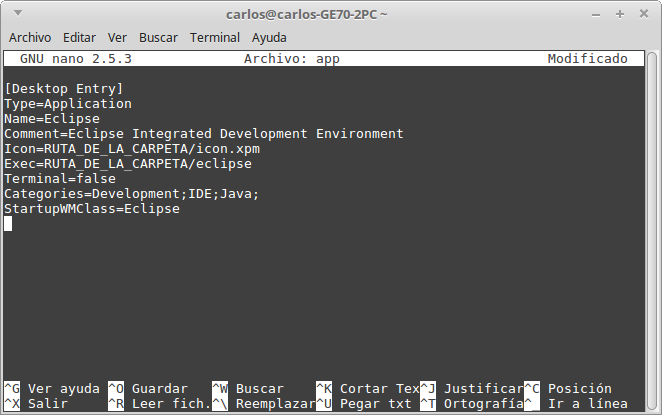 carlos@carlos-GE70-2PC ~
Archivo Editar Ver Buscar Terminal Ayuda
GNU nano 2.5.3 Archivo: app Modificado
[Desktop Entry]
Type=Application
Name=Eclipse
Comment=Eclipse Integrated Development Environment
Icon=RUTA_DE_LA_CARPETA/icon.xpm
Exec=RUTA_DE_LA_CARPETA/eclipse
Terminal=false
Categories=Development;IDE;Java;
StartupWMClass=Eclipse
^G Ver ayuda ^O Guardar ^W Buscar ^K Cortar Tex^J Justificar^C Posición
^X Salir ^R Leer fich.^\ Reemplazar^U Pegar txt ^T Ortografía^_ Ir a línea